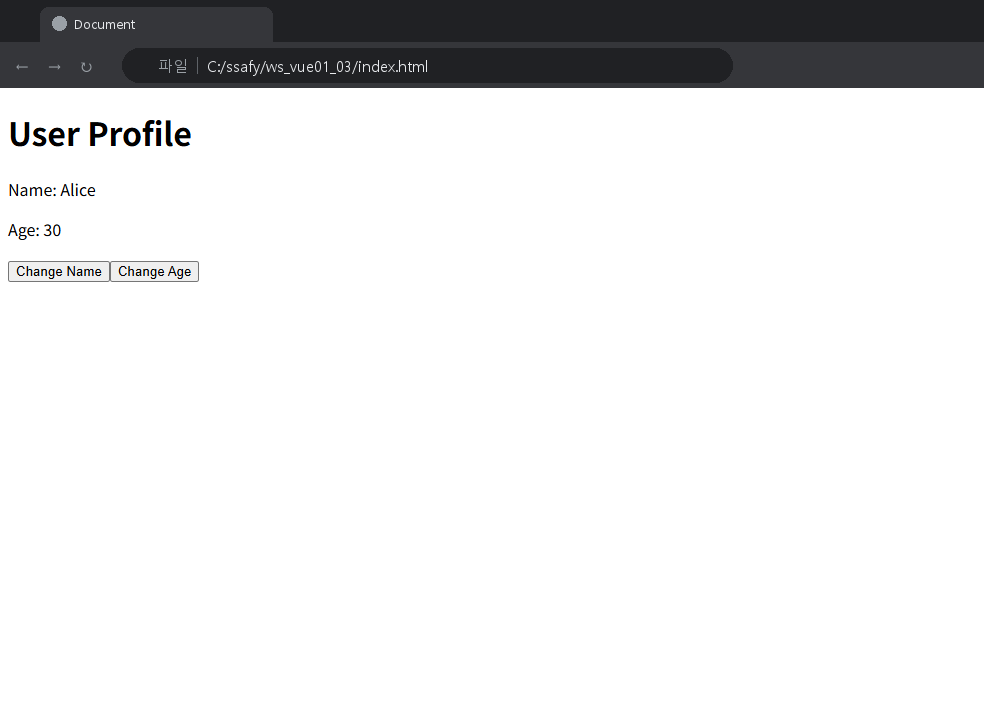 Document
파일 C:/ssafy/ws_vue01_03/index.html
User Profile
Name: Alice
Age: 30
Change Name Change Age